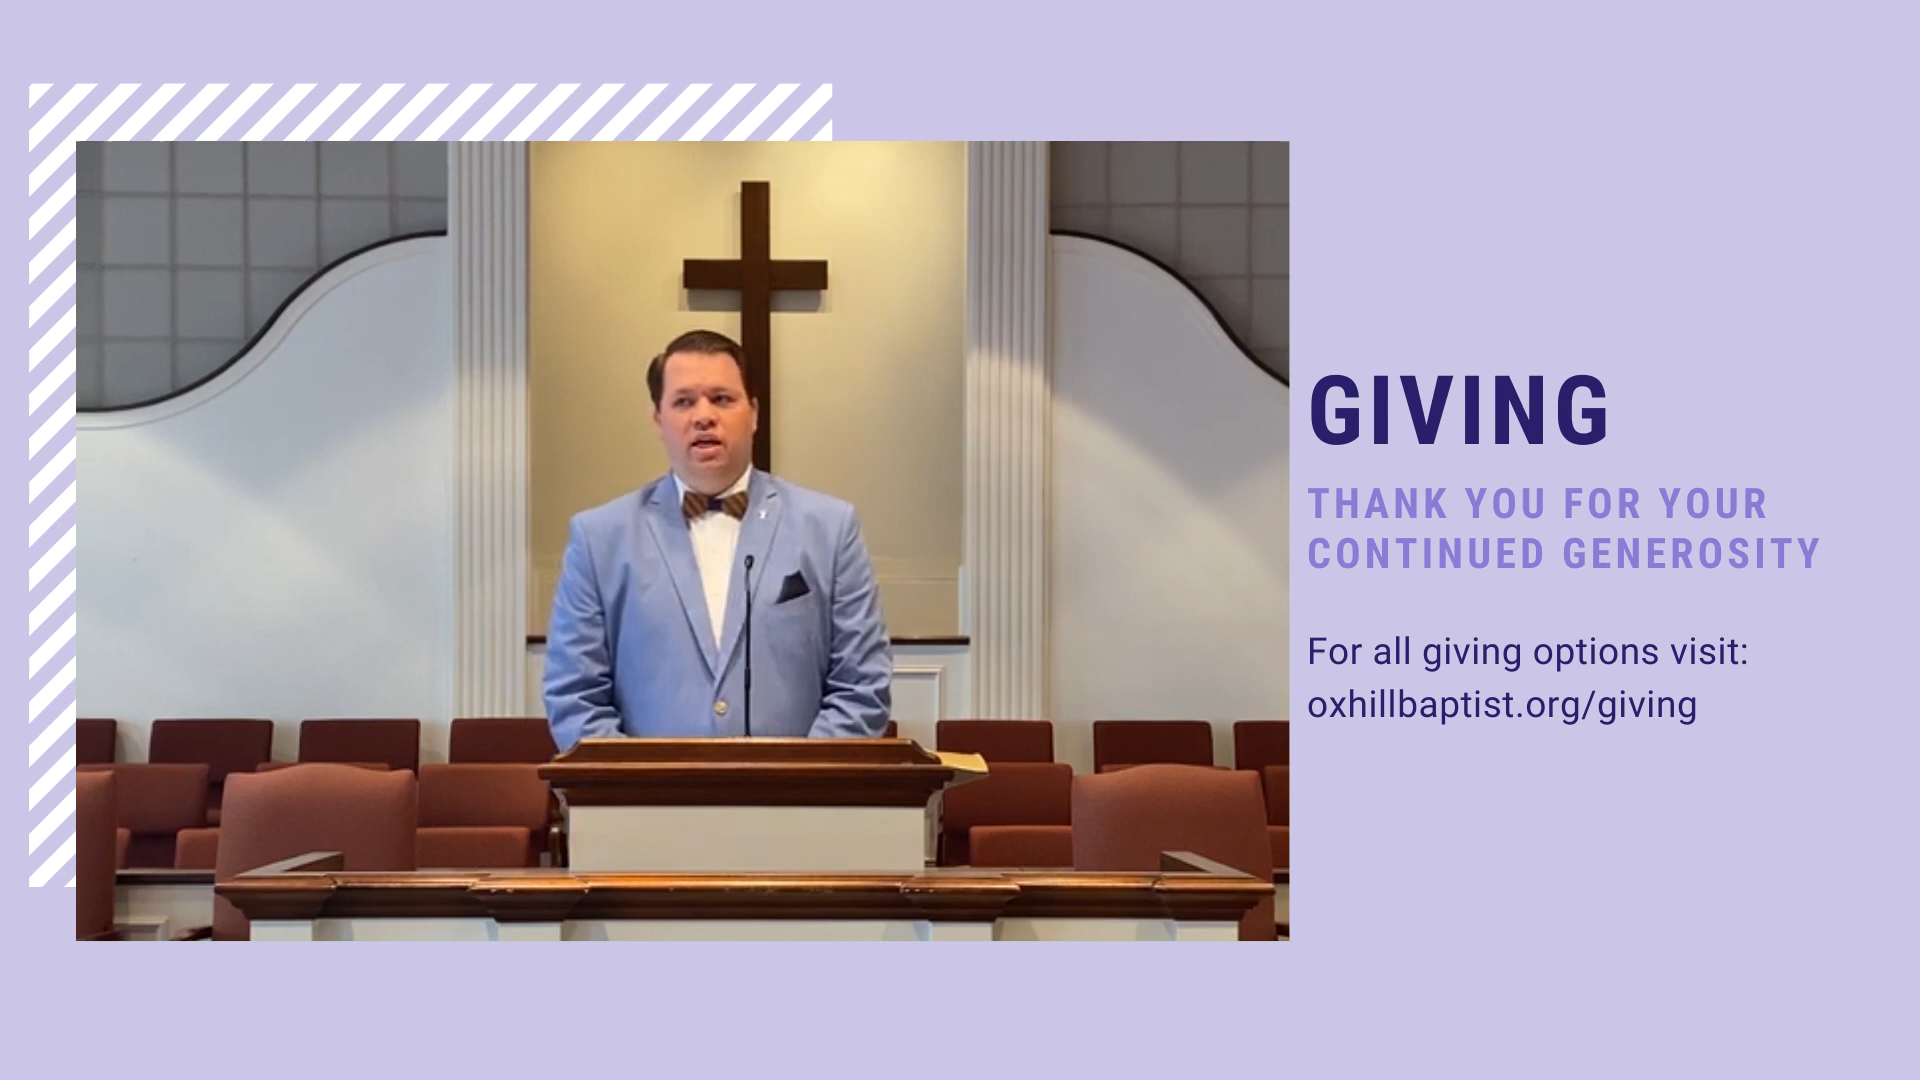 GIVING
THANK YOU FOR YOUR
CONTINUED GENEROSITY
For all giving options visit:
oxhillbaptist.org/giving